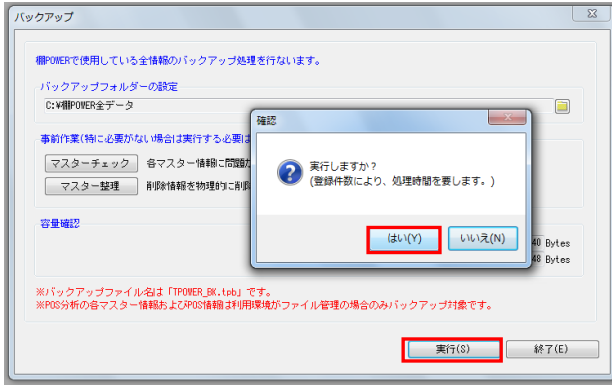 バックアップ
棚POWERで使用している全情報のバックアップ処理を行ないます。
バックアップフォルダーの設定
C:¥棚POWER全データ
確認
事前作業(特に必要がない場合は実行する必要は
マスターチェック 各マスター情報に問題が
マスター整理 削除情報を物理的に削除
実行しますか？
(登録件数により、処理時間を要します。)
はい(Y) いいえ(N)
容量確認
40 Bytes
48 Bytes
※バックアップファイル名は「TPOWER_BK.tpb」です。
※POS分析の各マスター情報およびPOS情報は利用環境がファイル管理の場合のみバックアップ対象です。
実行(S) 終了(E)